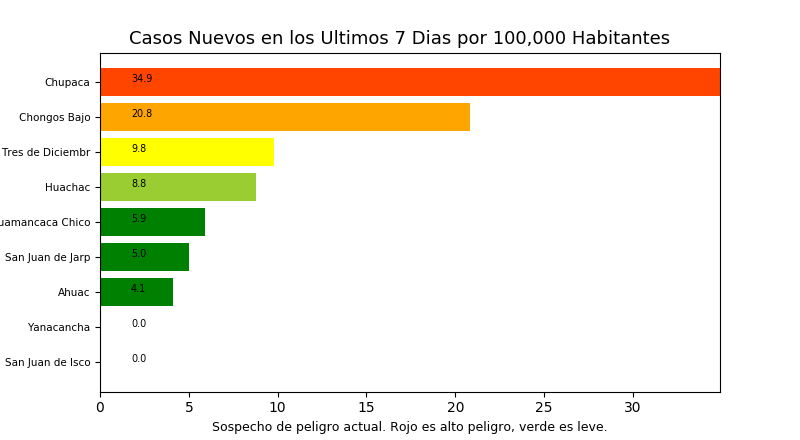 Casos Nuevos en los Ultimos 7 Dias por 100,000 Habitantes
Chupaca 34.9
Chongos Bajo 20.8
Tres de Diciembr 9.8
Huachac 8.8
uamancaca Chico 5.9
San Juan de Jarp 5.0
Ahuac 4.1
Yanacancha 0.0
San Juan de Isco 0.0
0 5 10 15 20 25 30
Sospecho de peligro actual. Rojo es alto peligro, verde es leve.